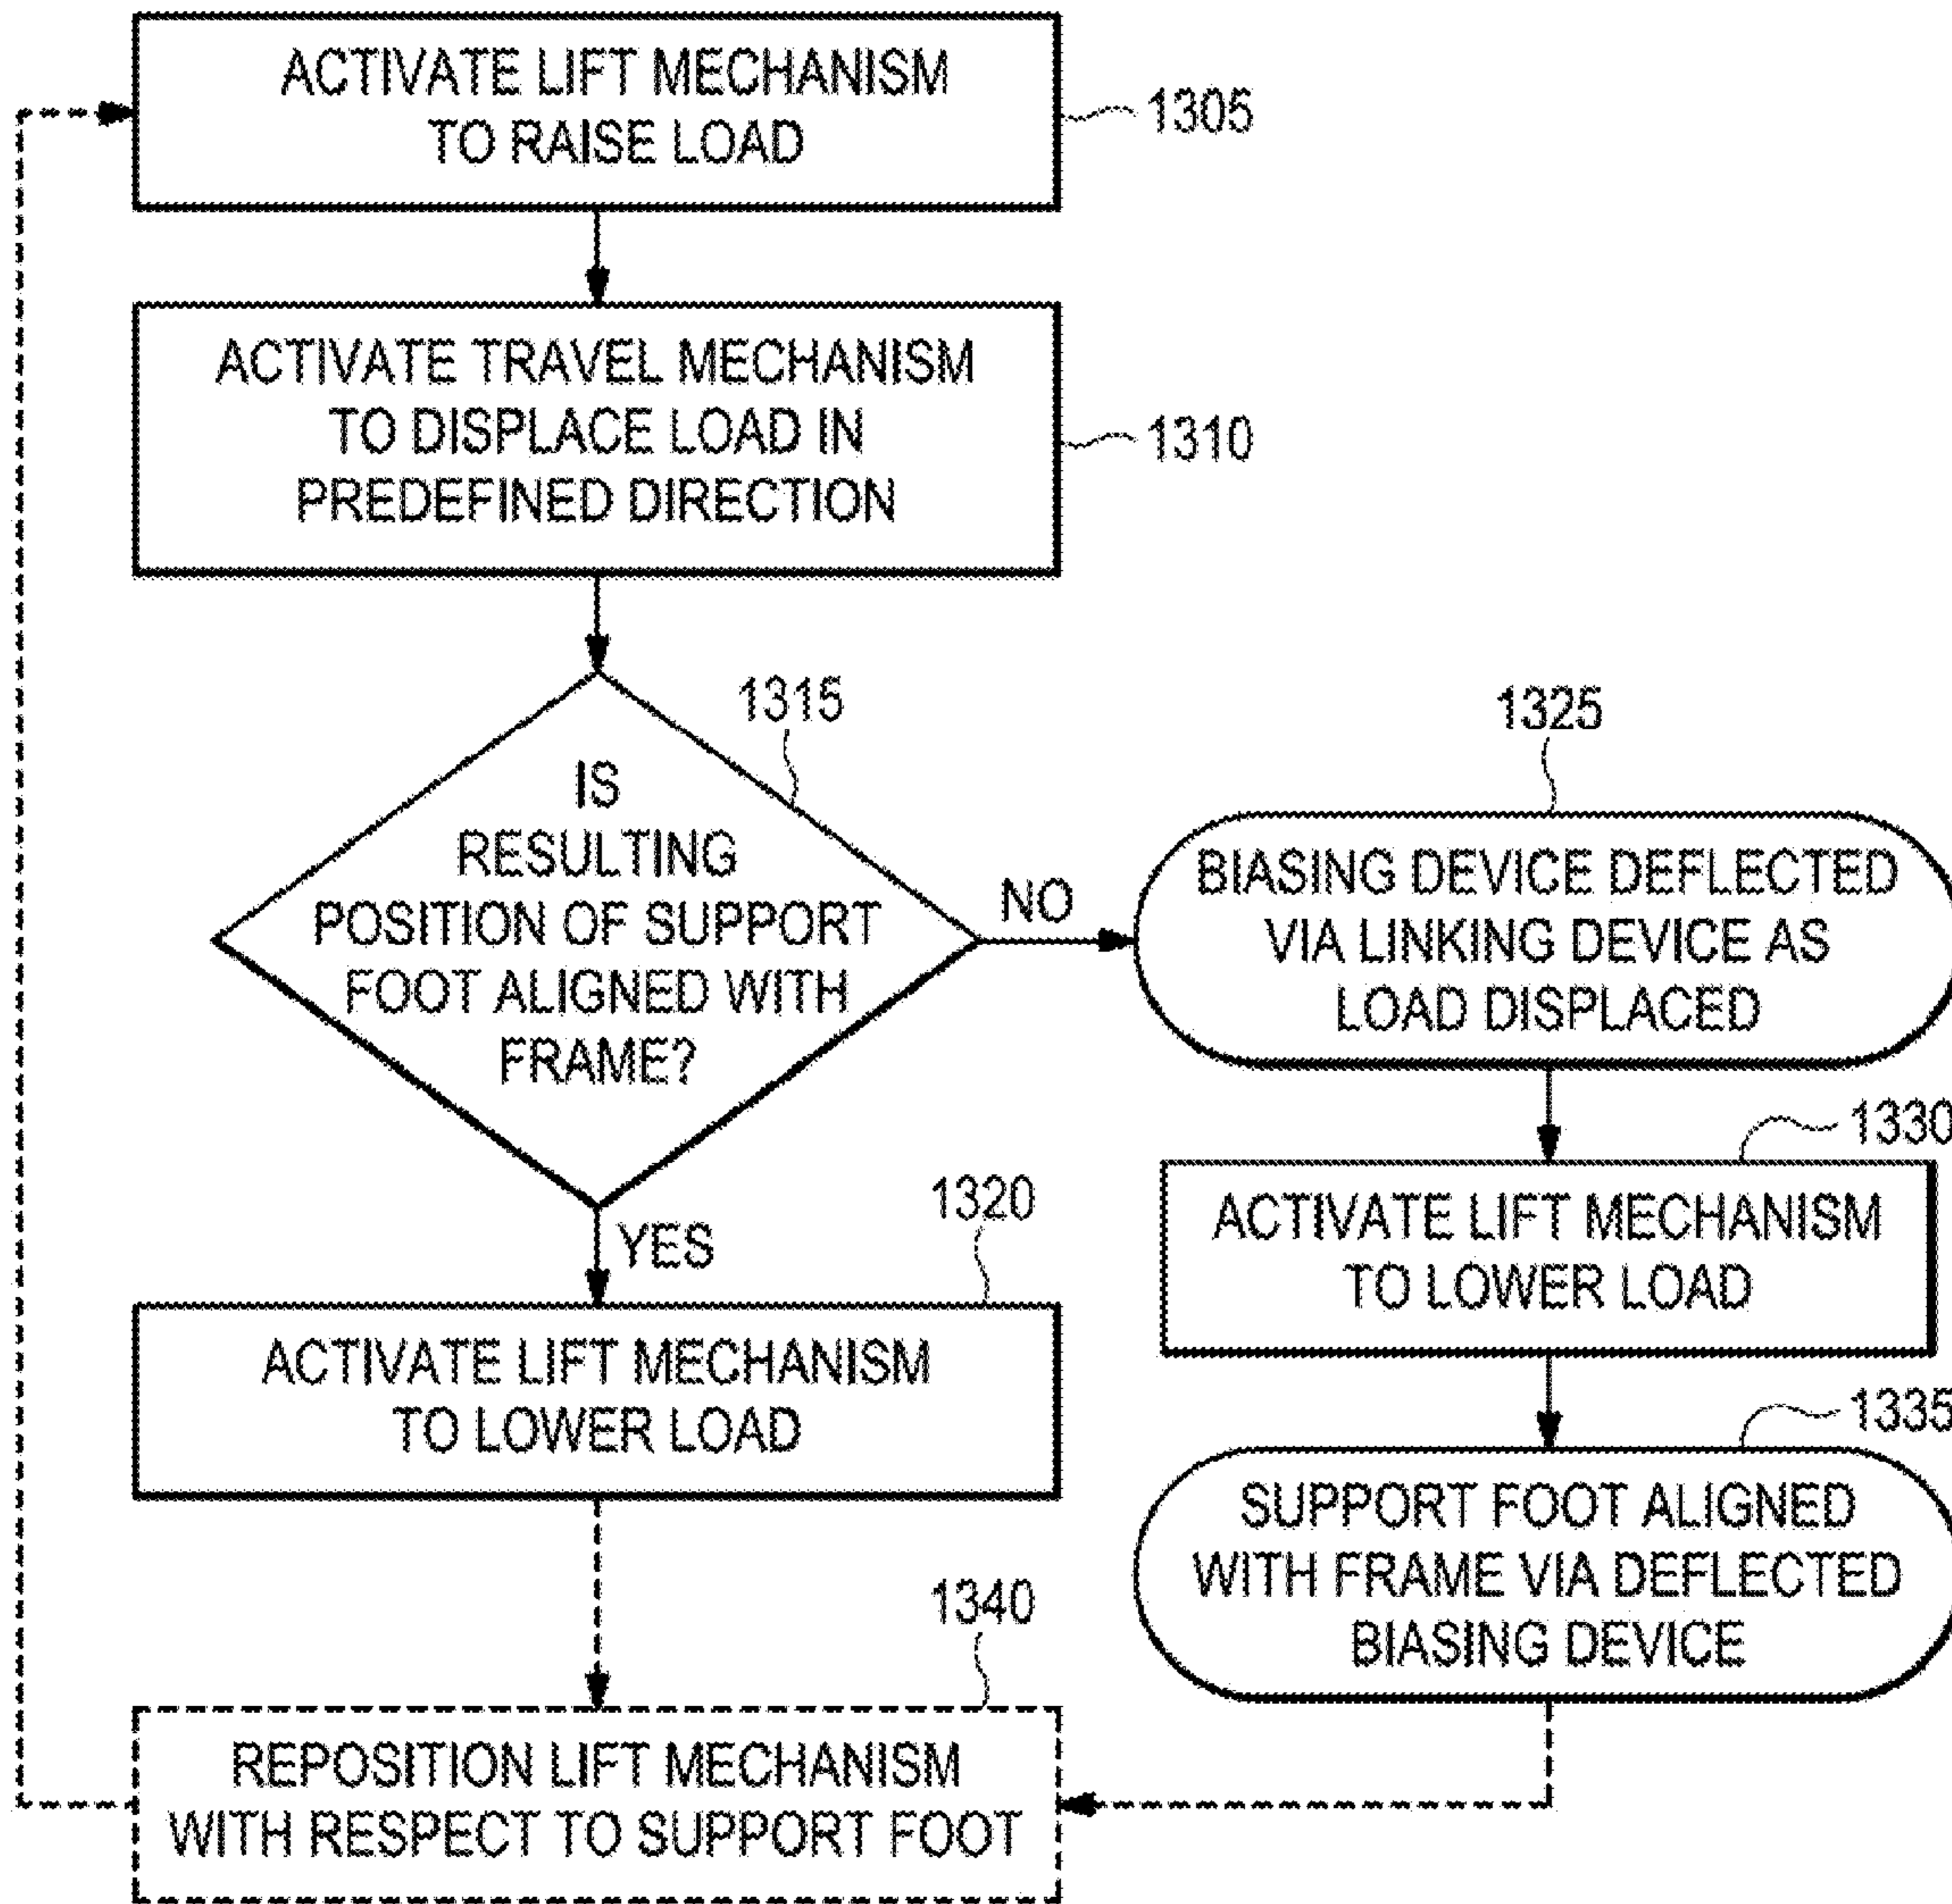 ACTIVATE LIFT MECHANISM
TO RAISE LOAD
1305
ACTIVATE TRAVEL MECHANISM
TO DISPLACE LOAD IN
PREDEFINED DIRECTION
1310
1315
IS
RESULTING
POSITION OF SUPPORT
FOOT ALIGNED WITH
FRAME?
NO
YES
1325
BIASING DEVICE DEFLECTED
VIA LINKING DEVICE AS
LOAD DISPLACED
1330
ACTIVATE LIFT MECHANISM
TO LOWER LOAD
1335
SUPPORT FOOT ALIGNED
WITH FRAME VIA DEFLECTED
BIASING DEVICE
1320
ACTIVATE LIFT MECHANISM
TO LOWER LOAD
1340
REPOSITION LIFT MECHANISM
WITH RESPECT TO SUPPORT FOOT